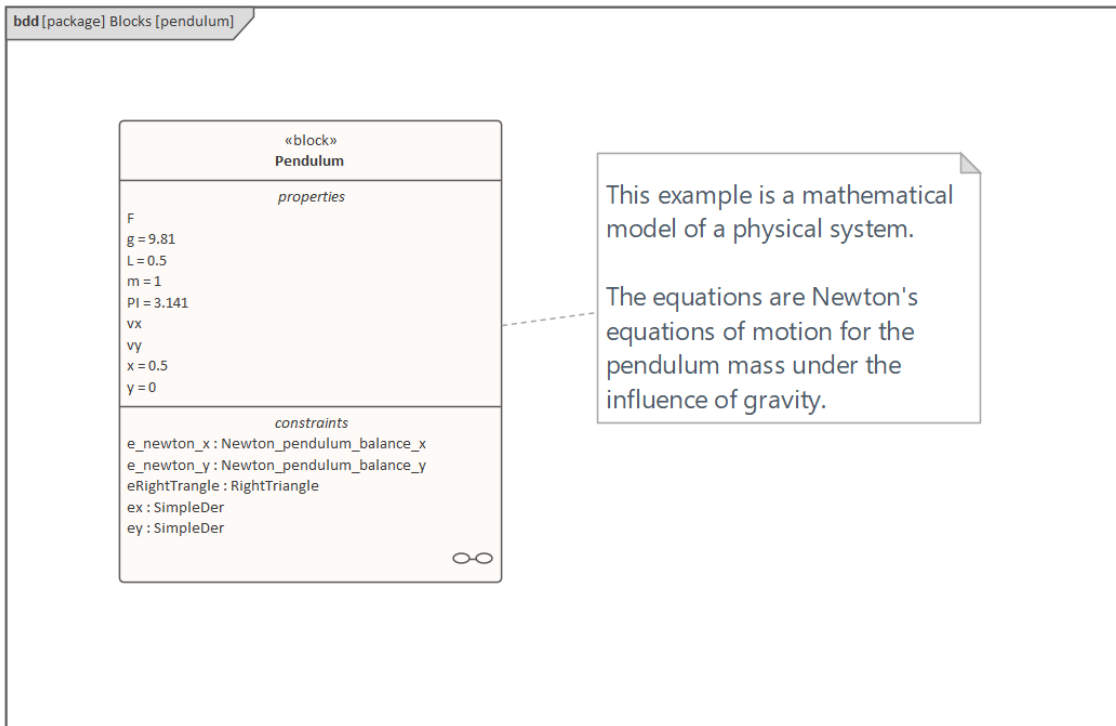 bdd [package] Blocks [pendulum]
«block»
Pendulum
properties
F
g = 9.81
L = 0.5
m = 1
PI = 3.141
vx
vy
x = 0.5
y = 0
constraints
e_newton_x : Newton_pendulum_balance_x
e_newton_y : Newton_pendulum_balance_y
eRightTrangle : RightTriangle
ex : SimpleDer
ey : SimpleDer
This example is a mathematical
model of a physical system.
The equations are Newton's
equations of motion for the
pendulum mass under the
influence of gravity.